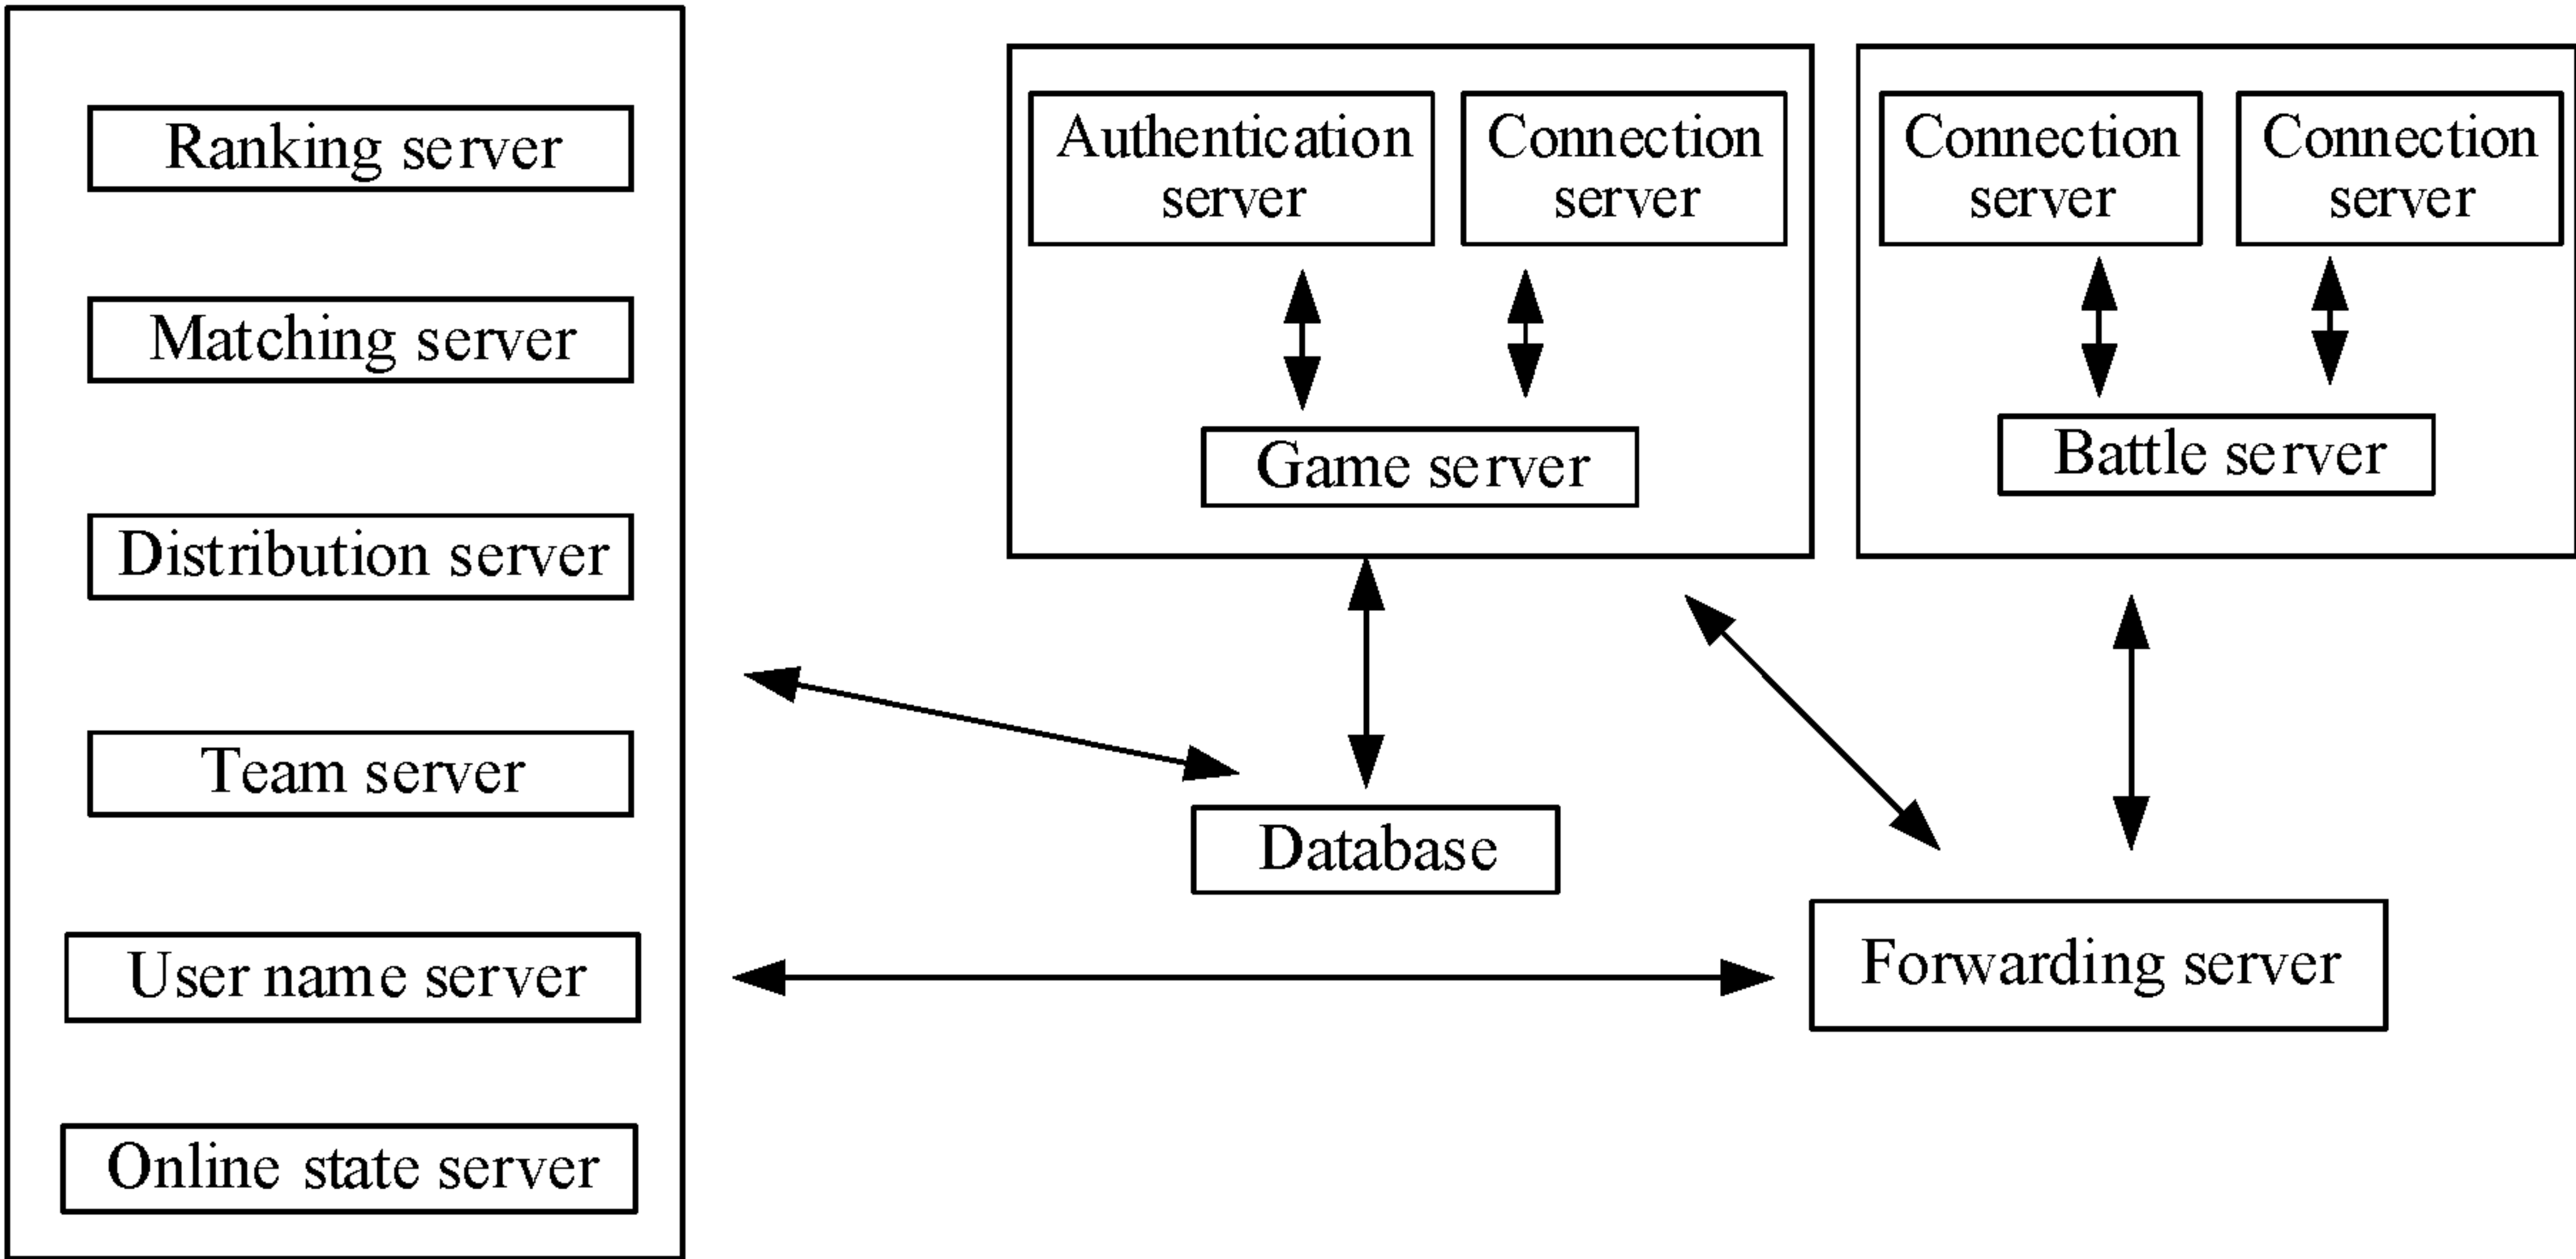 Ranking server
Matching server
Distribution server
Team server
User name server
Online state server
Authentication
server
Connection
server
Game server
Connection
server
Connection
server
Battle server
Database
Forwarding server